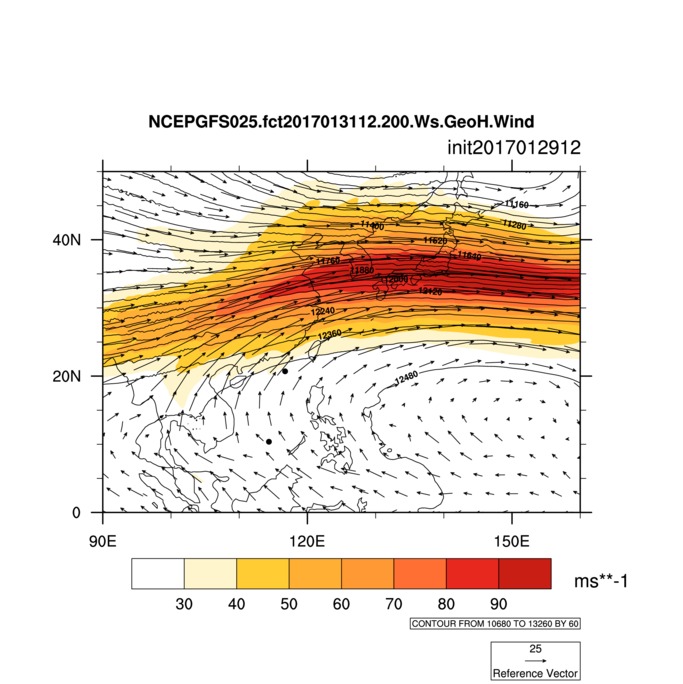 NCEPGFS025.fct2017013112.200.Ws.GeoH.Wind
init2017012912
11160
11400
11280
40N
11620
11760
11640
11880
12000
12120
12240
12360
20N
12480
0
90E 120E 150E
30 40 50 60 70 80 90
ms**-1
CONTOUR FROM 10680 TO 13260 BY 60
25
Reference Vector